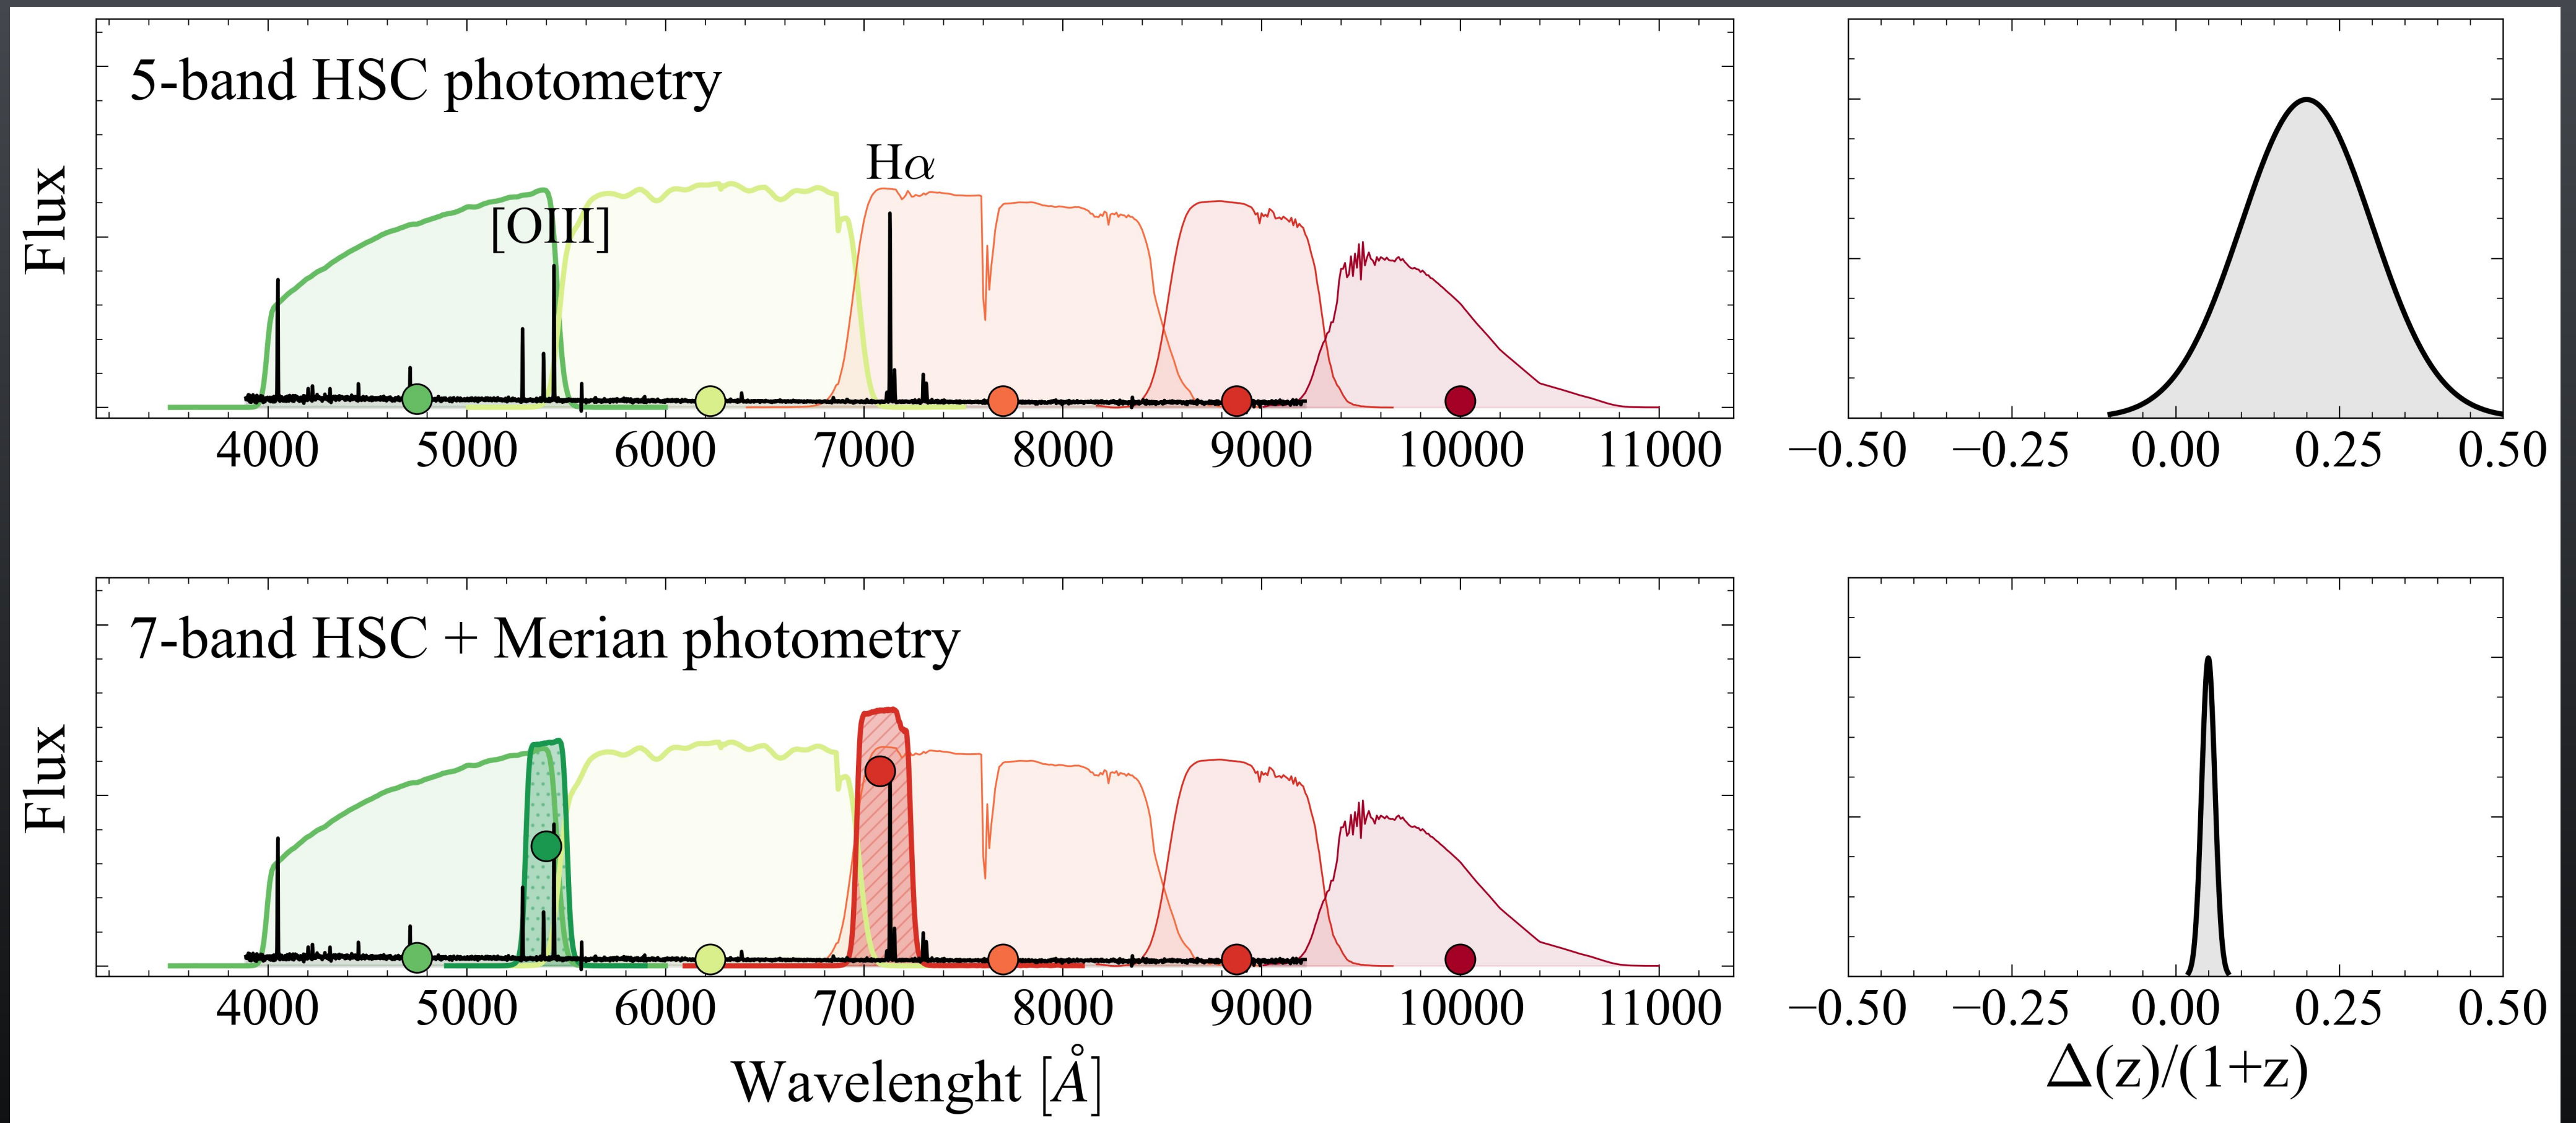 5-band HSC photometry
Flux
[OIII]
Hα
4000 5000 6000 7000 8000 9000 10000 11000
−0.50 −0.25 0.00 0.25 0.50
7-band HSC + Merian photometry
Flux
4000 5000 6000 7000 8000 9000 10000 11000
Wavelenght [Å]
−0.50 −0.25 0.00 0.25 0.50
Δ(z)/(1+z)